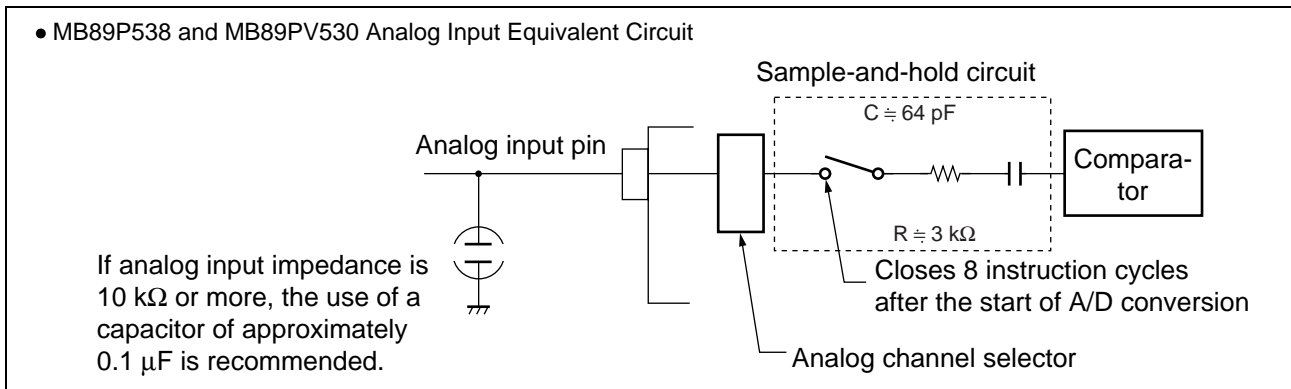 ● MB89P538 and MB89PV530 Analog Input Equivalent Circuit
Sample-and-hold circuit
C ≒ 64 pF
Analog input pin
Compara-
tor
R ≒ 3 kΩ
If analog input impedance is
10 kΩ or more, the use of a
capacitor of approximately
0.1 μF is recommended.
Closes 8 instruction cycles
after the start of A/D conversion
Analog channel selector